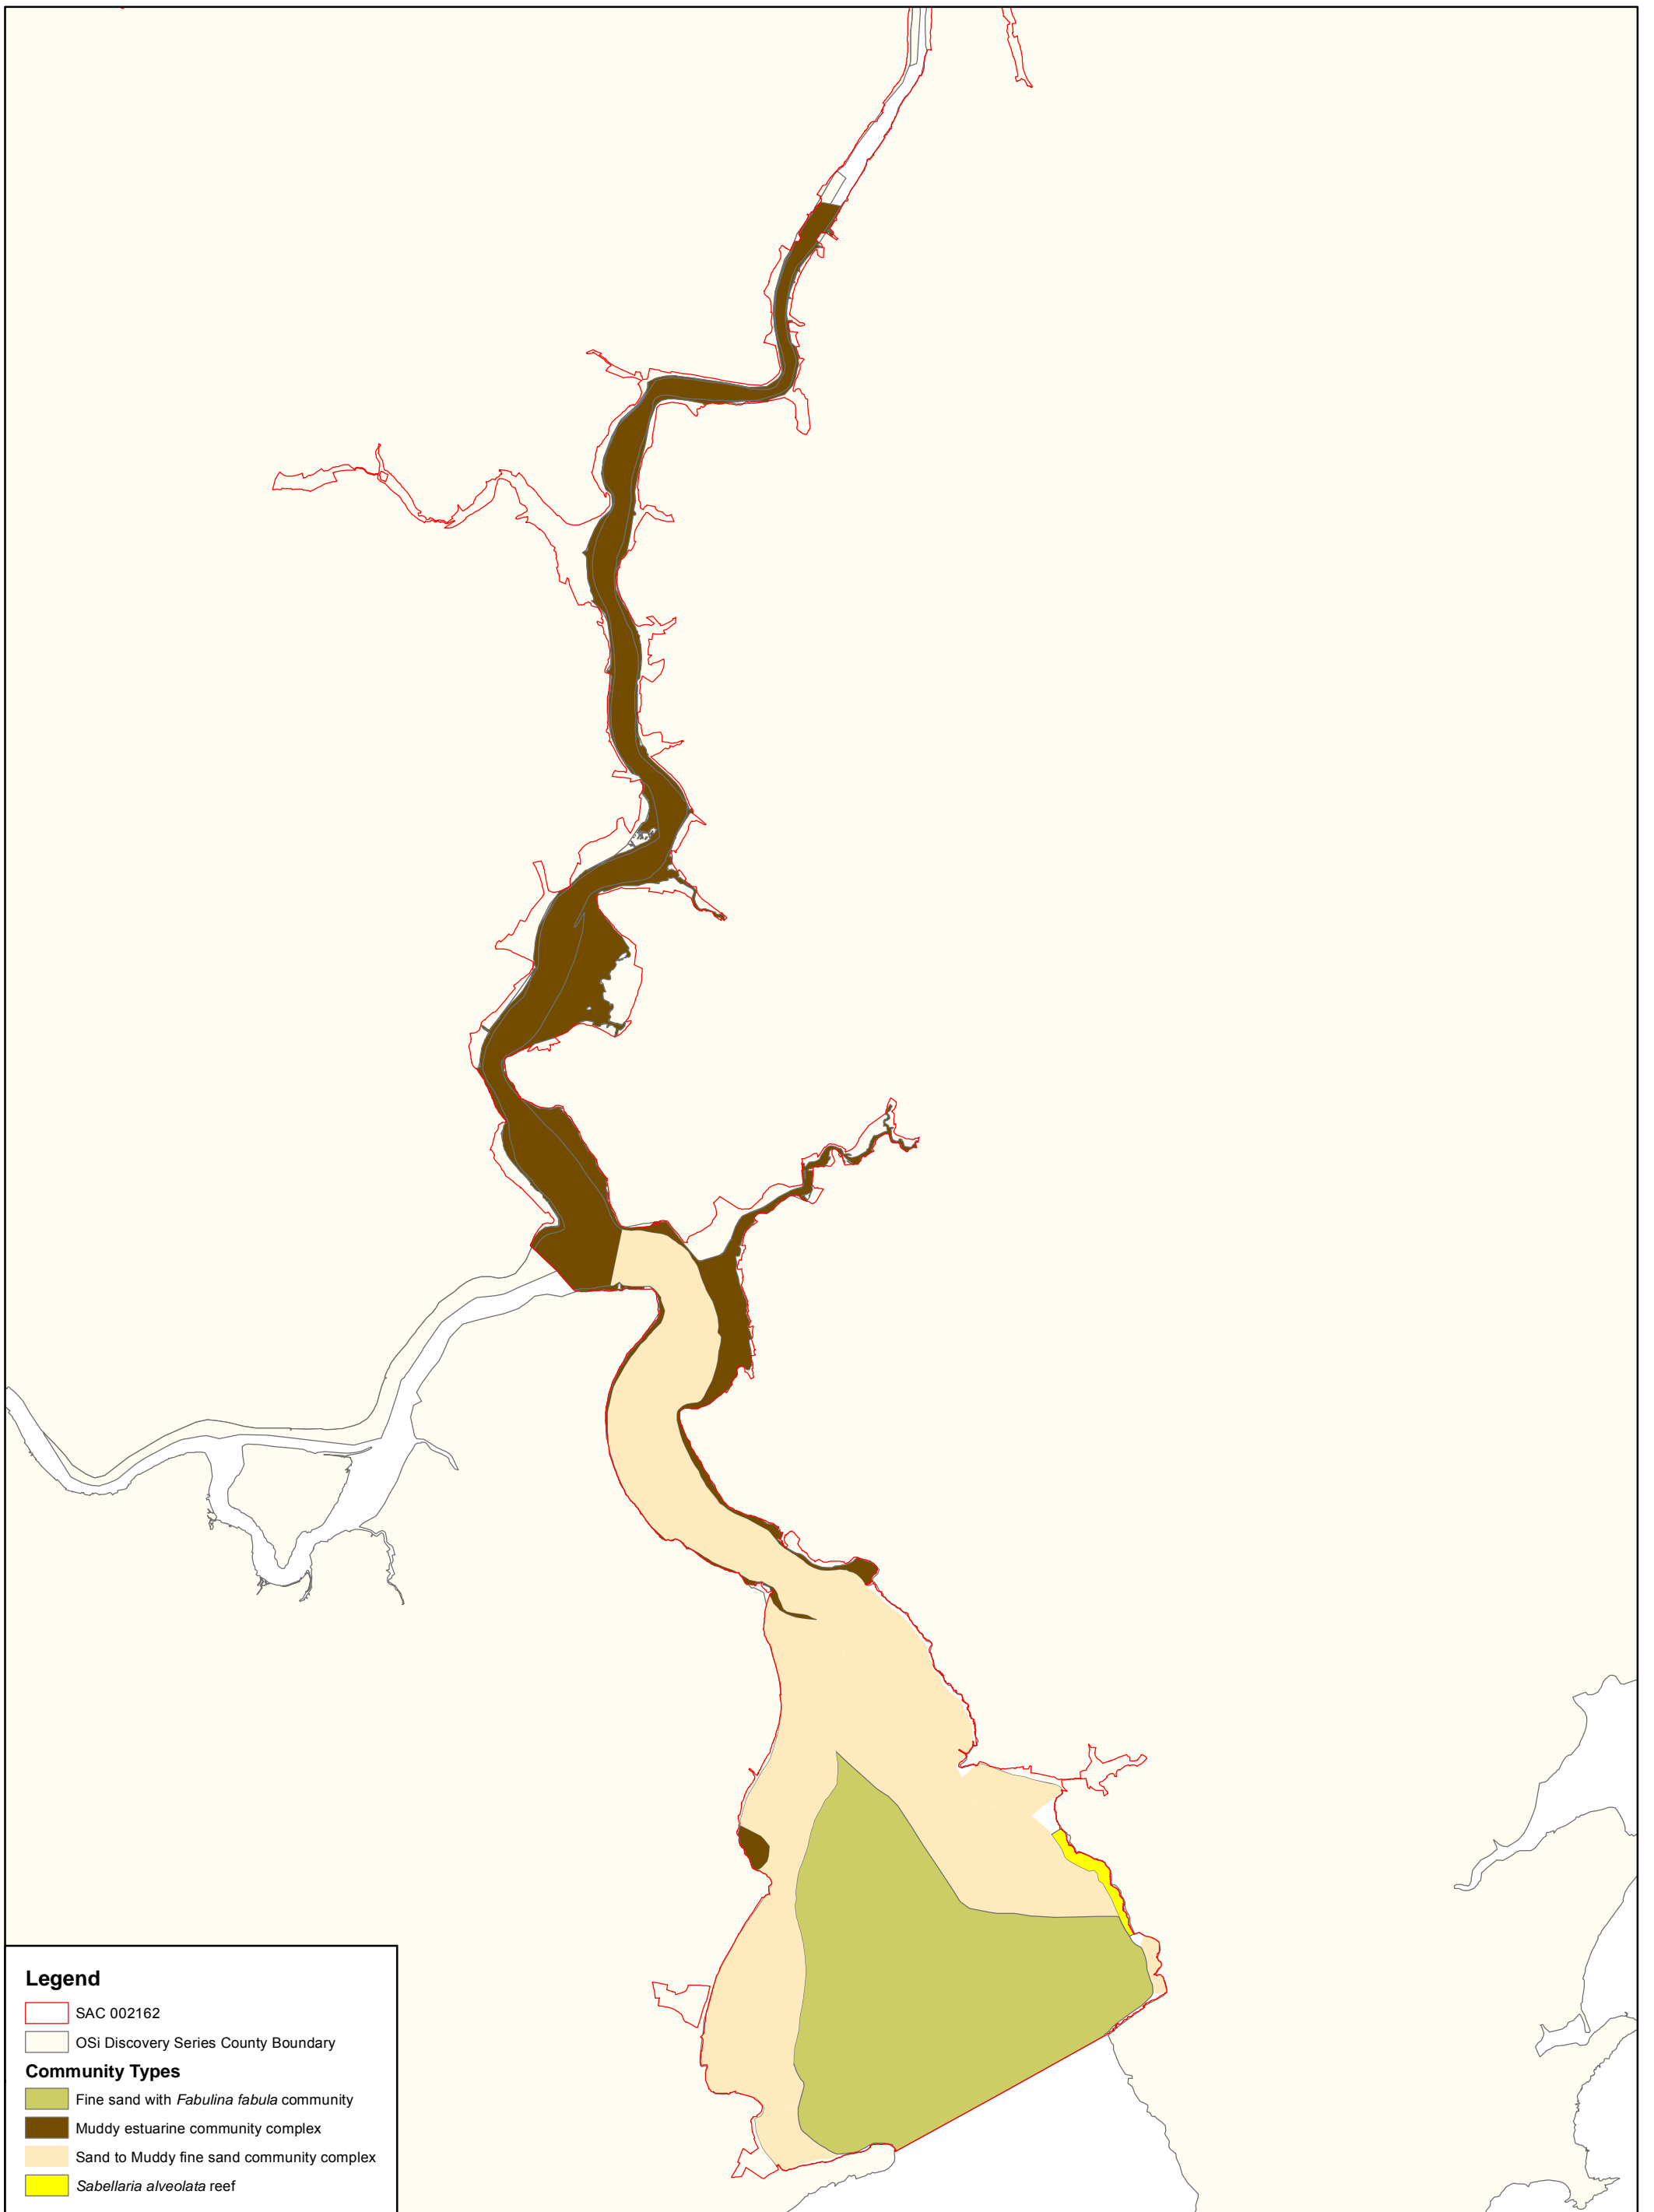 Legend
SAC 002162
OSi Discovery Series County Boundary
Community Types
Fine sand with Fabulina fabula community
Muddy estuarine community complex
Sand to Muddy fine sand community complex
Sabellaria alveolata reef